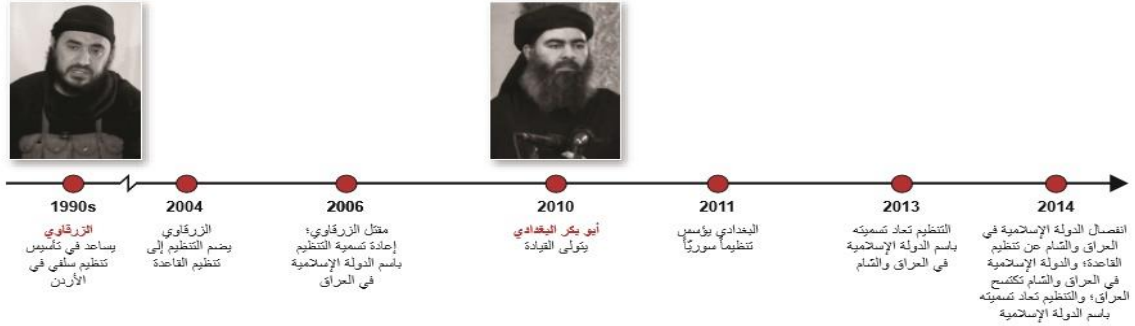 1990s
الزرقاوي
يساعد في تأسيس
تنظيم سلفي في
الأردن
2004
الزرقاوي
يضم التنظيم إلى
تنظيم القاعدة
2006
مقتل الزرقاوي؛
إعادة تسمية التنظيم
باسم الدولة الإسلامية
في العراق
2010
أبو بكر البغدادي
يتولى القيادة
2011
البغدادي يؤسس
تنظيماً سوريّاً
2013
التنظيم تعاد تسميته
باسم الدولة الإسلامية
في العراق والشام
2014
انفصال الدولة الإسلامية في
العراق والشام عن تنظيم
القاعدة؛ والدولة الإسلامية
في العراق والشام تكتسح
العراق؛ والتنظيم تعاد تسميته
باسم الدولة الإسلامية